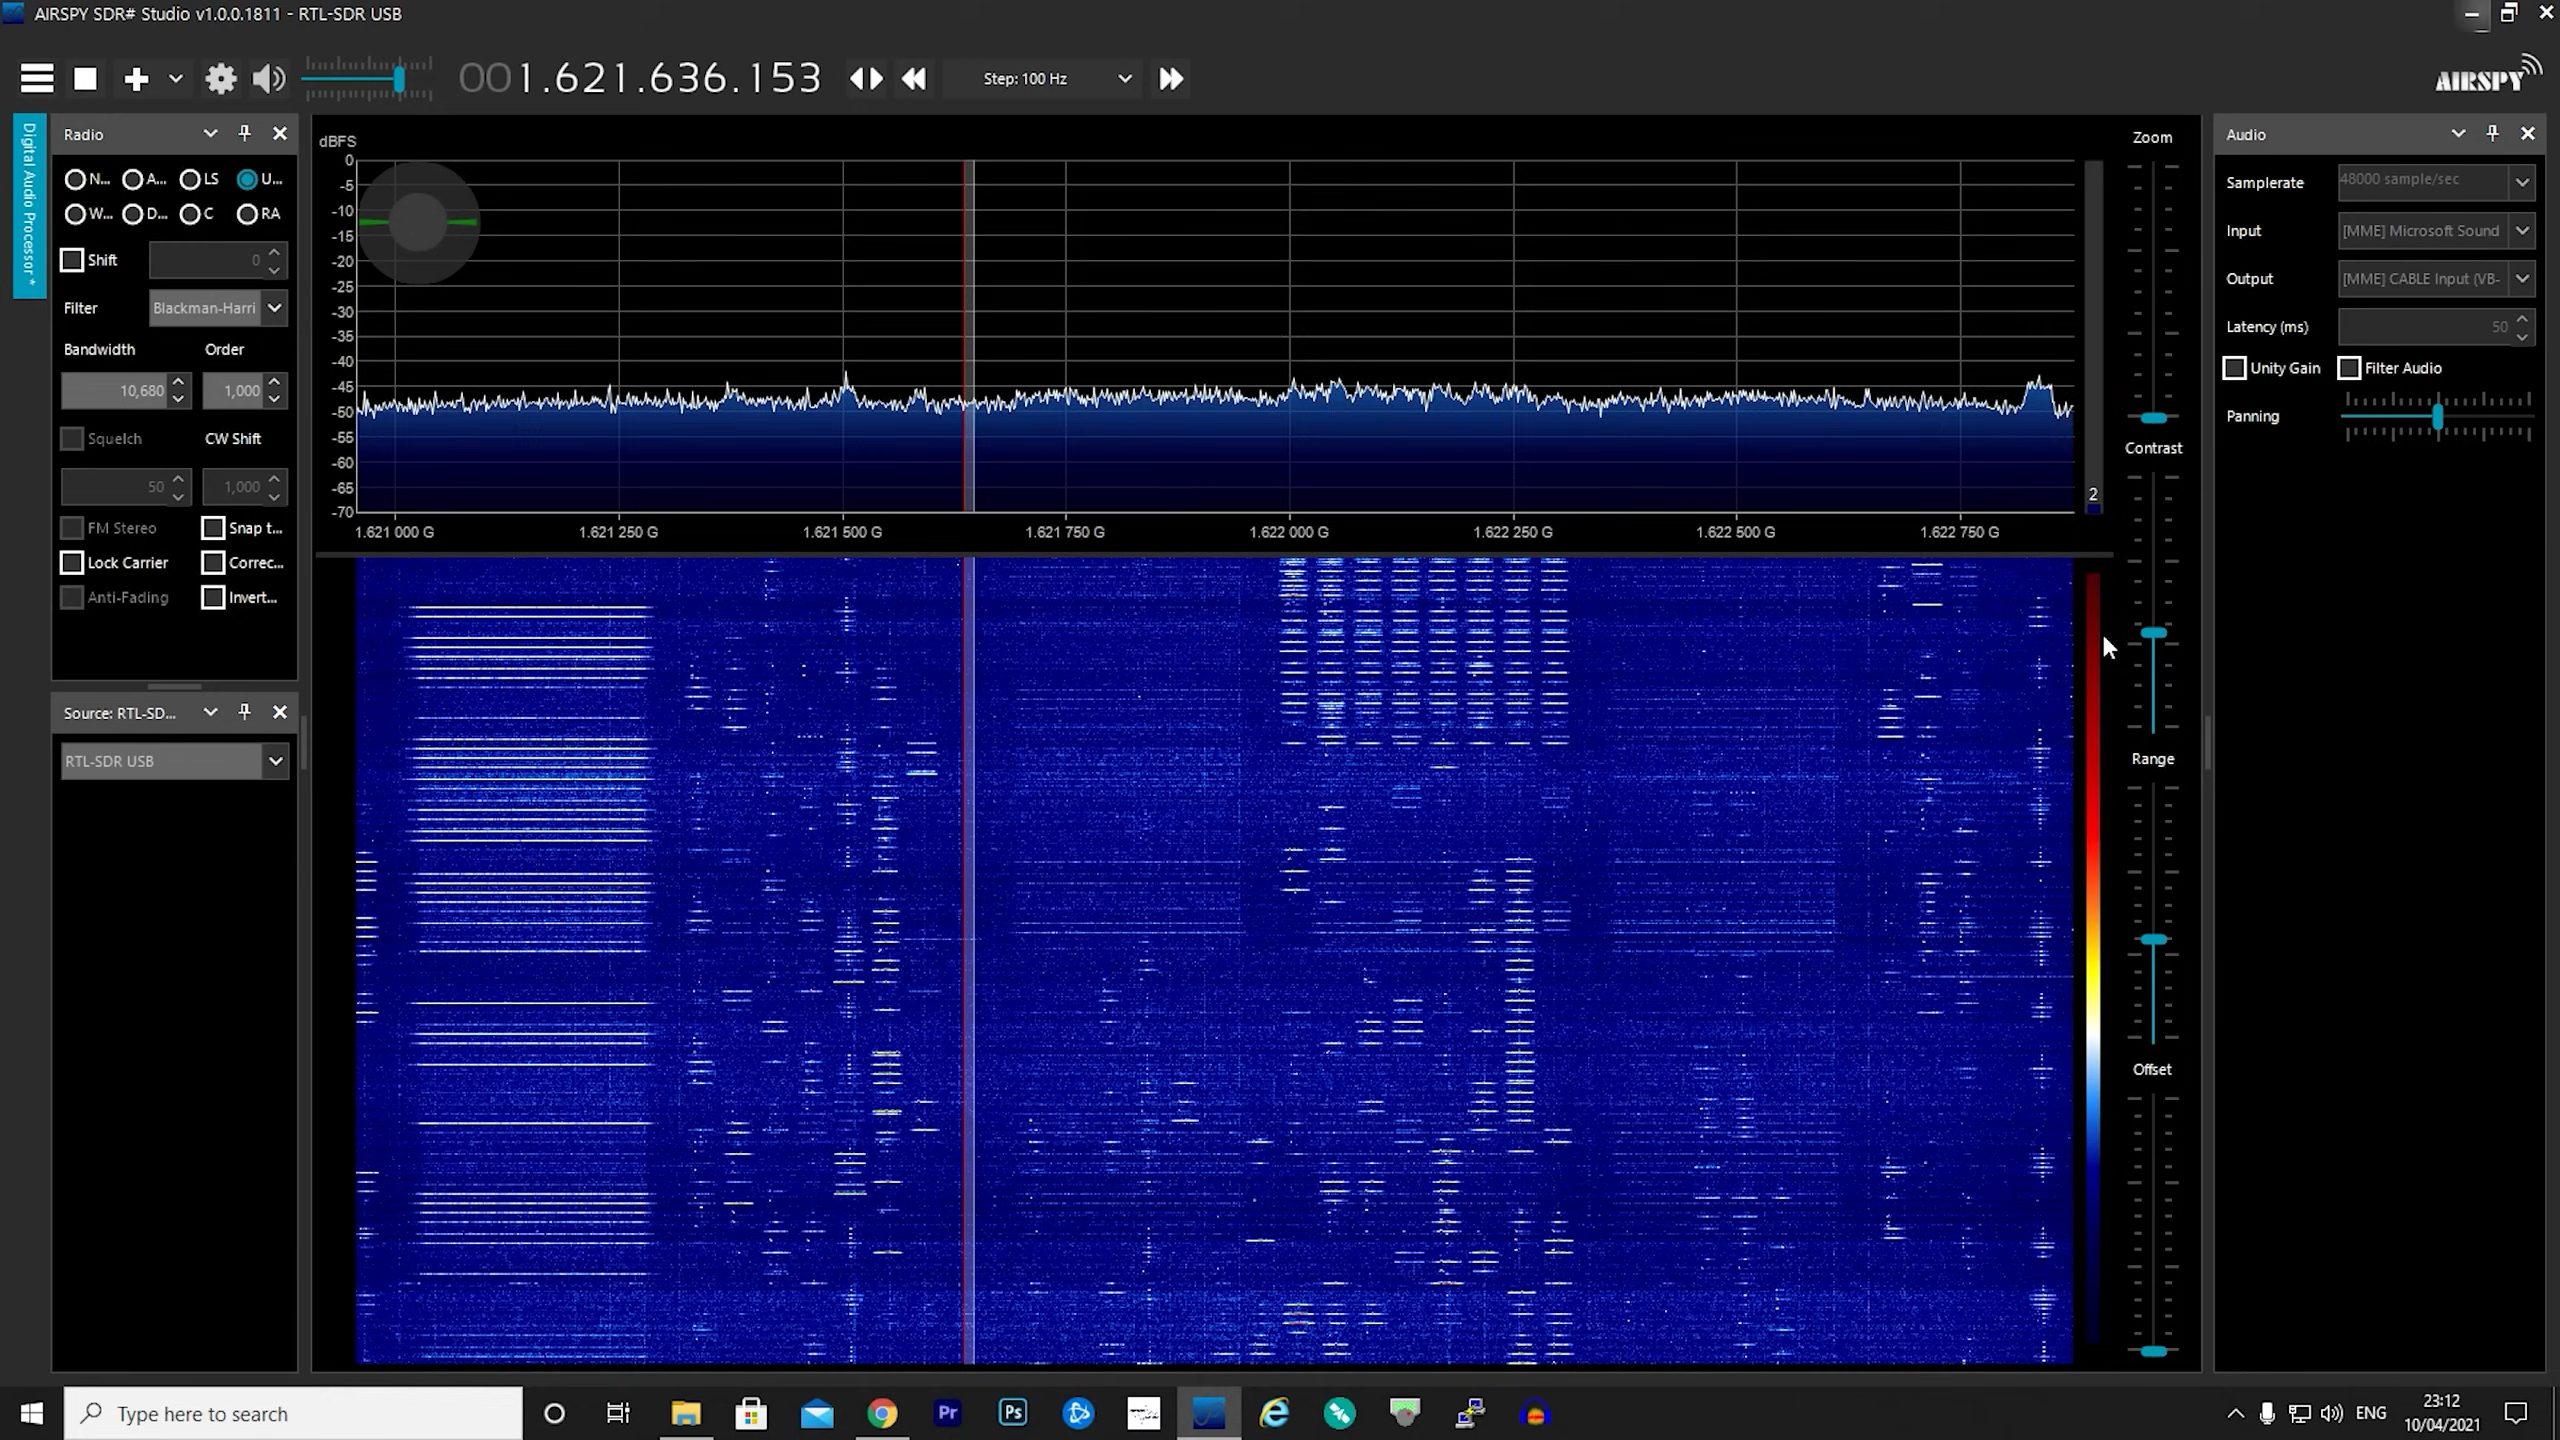 AIRSPY SDR# Studio v1.0.0.1811 - RTL-SDR USB
001.621.636.153
Step: 100 Hz
AIRSPY
Digital Audio Processor *
Radio
N... A... LS U...
W... D... C RA
Shift 0
Filter Blackman-Harri
Bandwidth Order
10,680 1,000
Squelch CW Shift
50 1,000
FM Stereo Snap t...
Lock Carrier Correc...
Anti-Fading Invert...
Source: RTL-SD...
RTL-SDR USB
dBFS
0
-5
-10
-15
-20
-25
-30
-35
-40
-45
-50
-55
-60
-65
-70
1.621 000 G 1.621 250 G 1.621 500 G 1.621 750 G 1.622 000 G 1.622 250 G 1.622 500 G 1.622 750 G
2
Zoom
Contrast
Range
Offset
Audio
Samplerate 48000 sample/sec
Input [MME] Microsoft Sound
Output [MME] CABLE Input (VB-
Latency (ms) 50
Unity Gain Filter Audio
Panning
Type here to search
Pr
Ps
ENG
23:12
10/04/2021